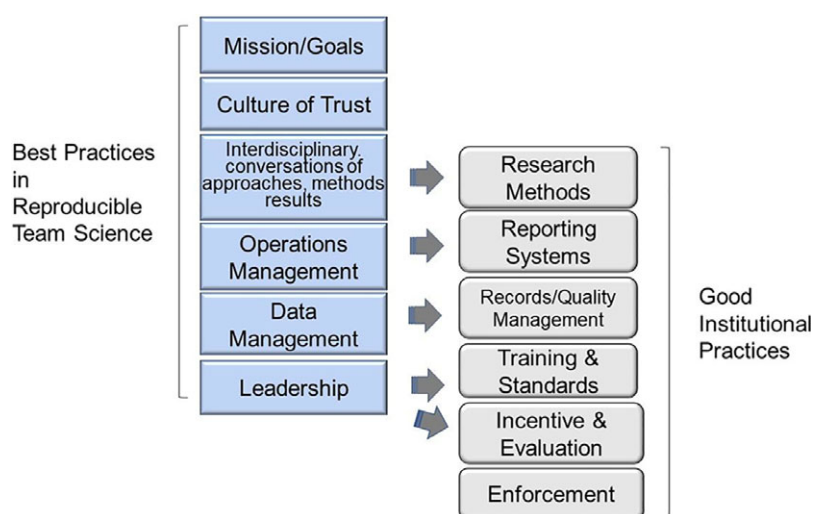 Best Practices
in
Reproducible
Team Science
Mission/Goals
Culture of Trust
Interdisciplinary.
conversations of
approaches, methods
results
Operations
Management
Data
Management
Leadership
Research
Methods
Reporting
Systems
Records/Quality
Management
Training &
Standards
Incentive &
Evaluation
Enforcement
Good
Institutional
Practices